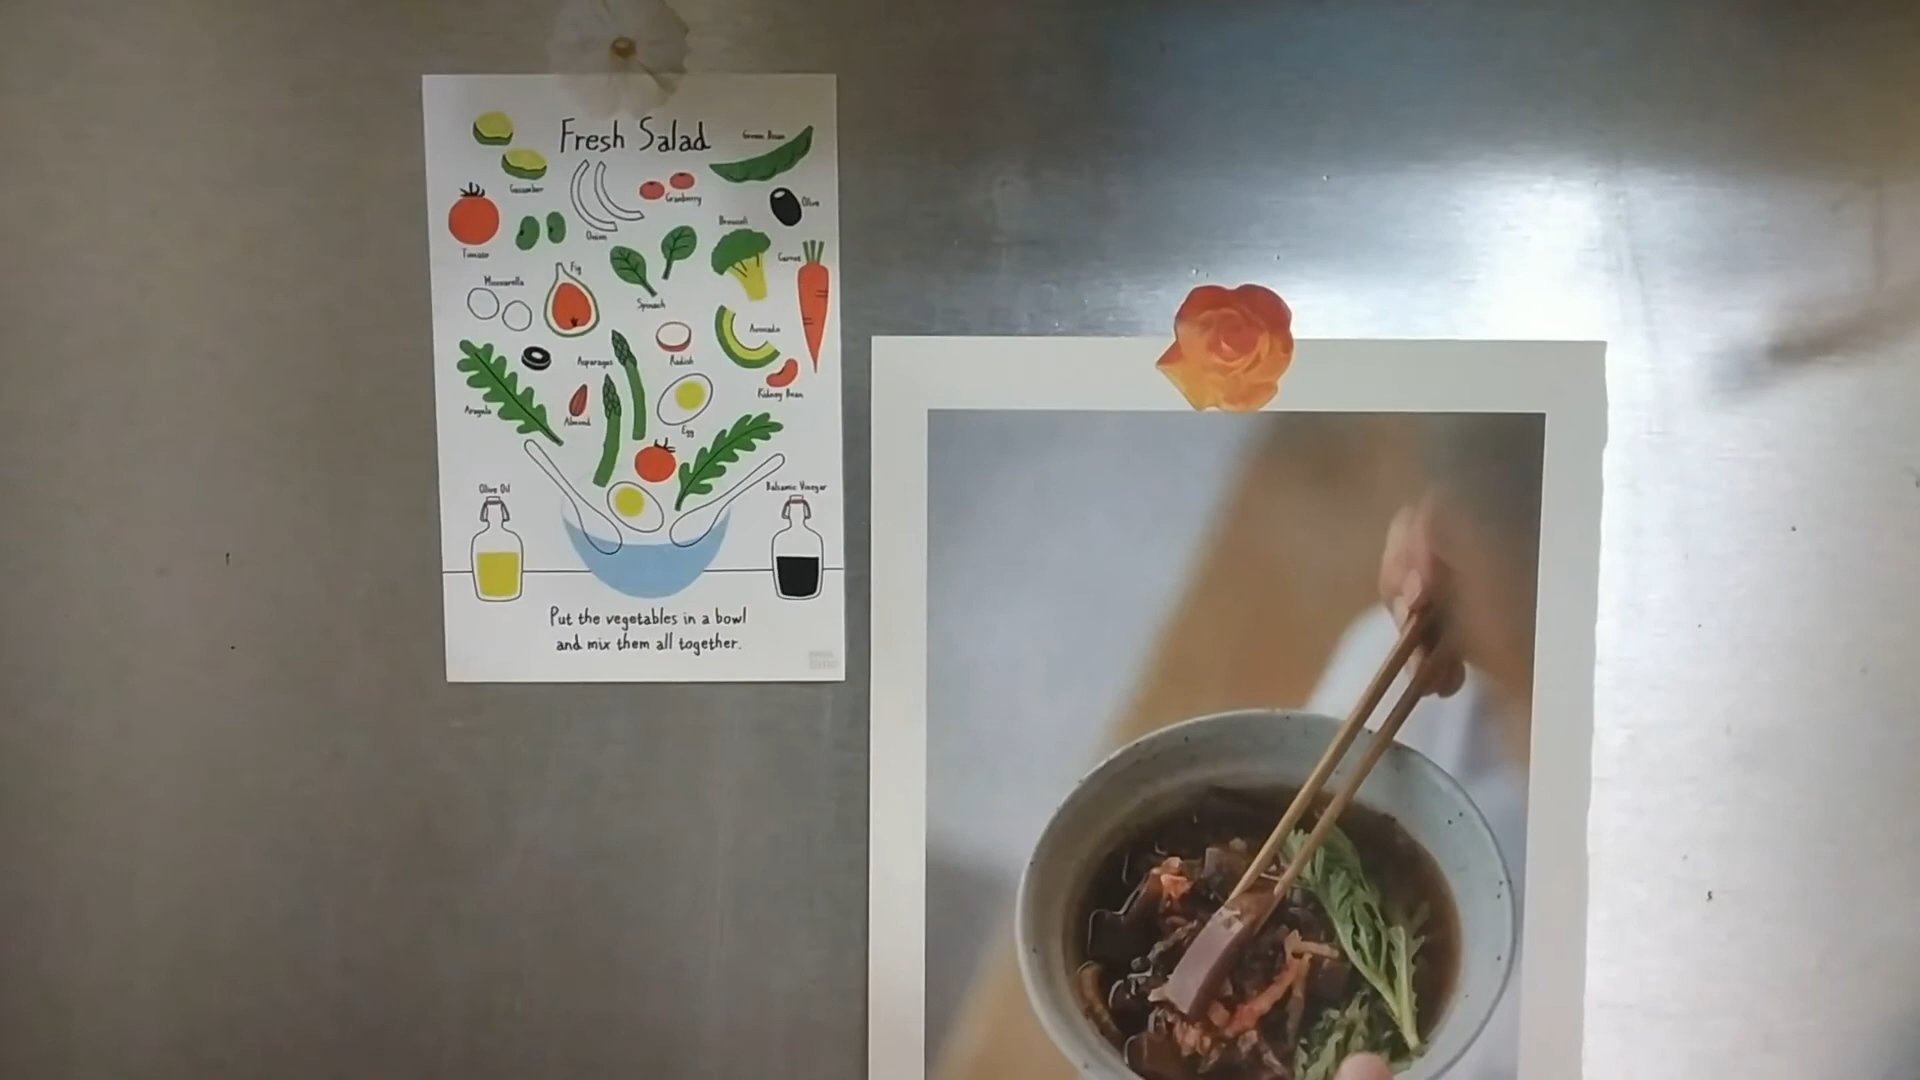 Fresh Salad
Green Bean
Cucumber
Cranberry
Olive
Onion
Broccoli
Tomato
Carrot
Fig
Mozzarella
Spinach
Avocado
Asparagus
Radish
Kidney Bean
Arugula
Almond
Egg
Olive Oil
Balsamic Vinegar
Put the vegetables in a bowl
and mix them all together.